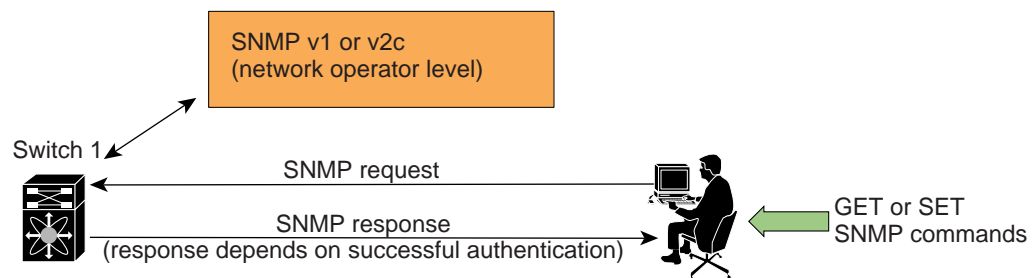 SNMP v1 or v2c
(network operator level)
Switch 1
SNMP request
SNMP response
(response depends on successful authentication)
GET or SET
SNMP commands